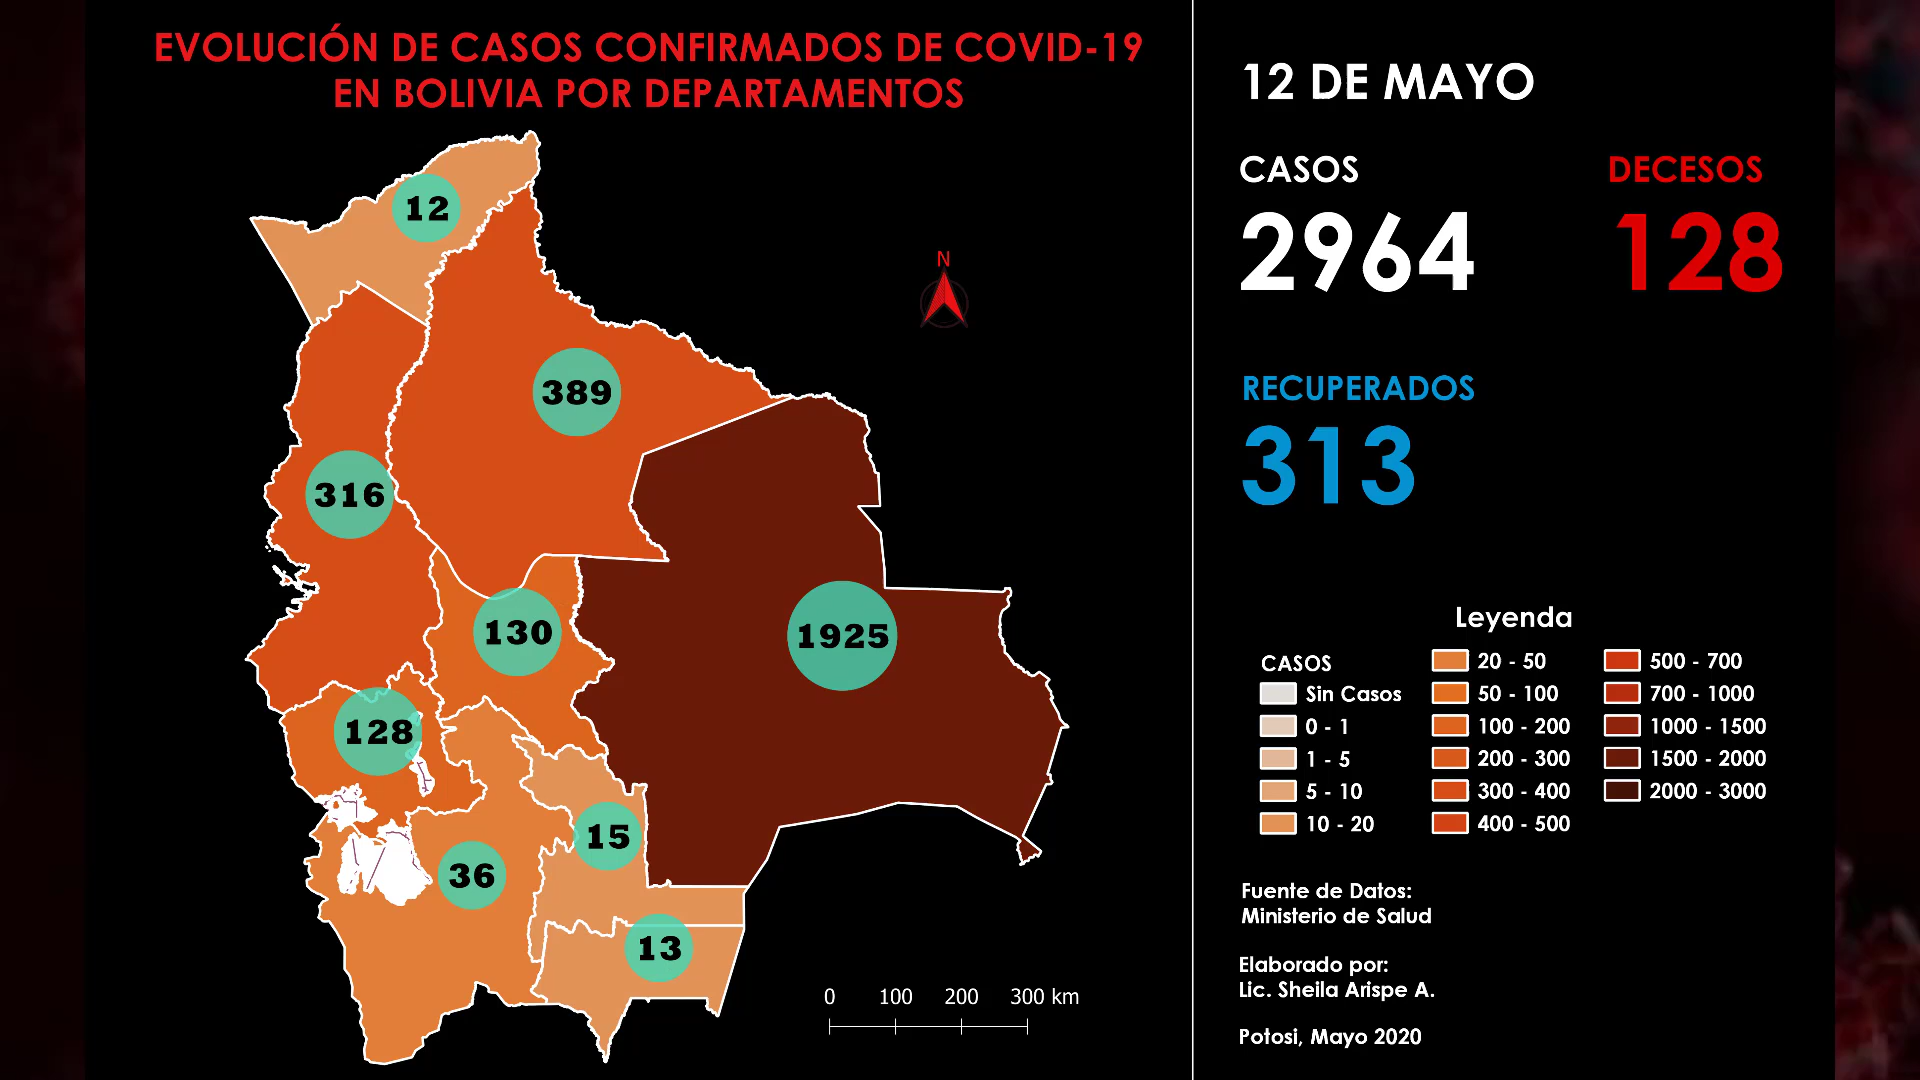 EVOLUCIÓN DE CASOS CONFIRMADOS DE COVID-19
EN BOLIVIA POR DEPARTAMENTOS
12
389
316
130
1925
128
15
36
13
N
0 100 200 300 km
12 DE MAYO
CASOS
2964
DECESOS
128
RECUPERADOS
313
Leyenda
CASOS
Sin Casos
0 - 1
1 - 5
5 - 10
10 - 20
20 - 50
50 - 100
100 - 200
200 - 300
300 - 400
400 - 500
500 - 700
700 - 1000
1000 - 1500
1500 - 2000
2000 - 3000
Fuente de Datos:
Ministerio de Salud
Elaborado por:
Lic. Sheila Arispe A.
Potosi, Mayo 2020